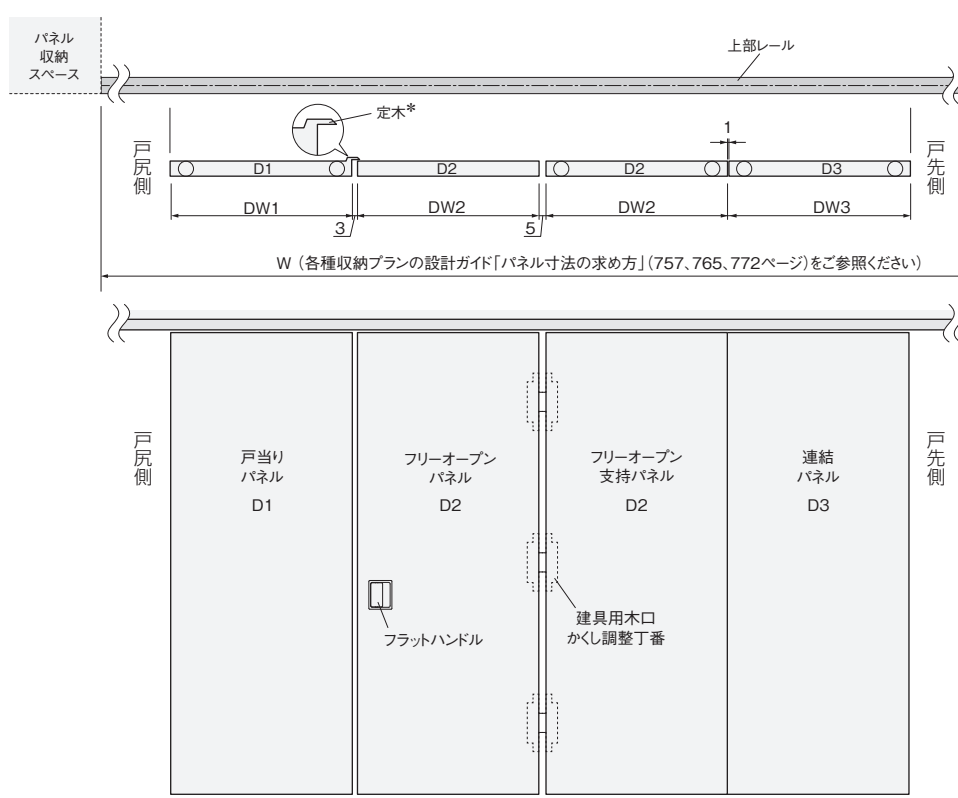 パネル
収納
スペース
上部レール
定木*
1
戸尻側
D1
D2
D2
D3
戸先側
DW1
DW2
DW2
DW3
3
5
W（各種収納プランの設計ガイド「パネル寸法の求め方」（757、765、772ページ）をご参照ください）
戸尻側
戸当り
パネル
D1
フリーオープン
パネル
D2
フリーオープン
支持パネル
D2
連結
パネル
D3
戸先側
フラットハンドル
建具用木口
かくし調整丁番